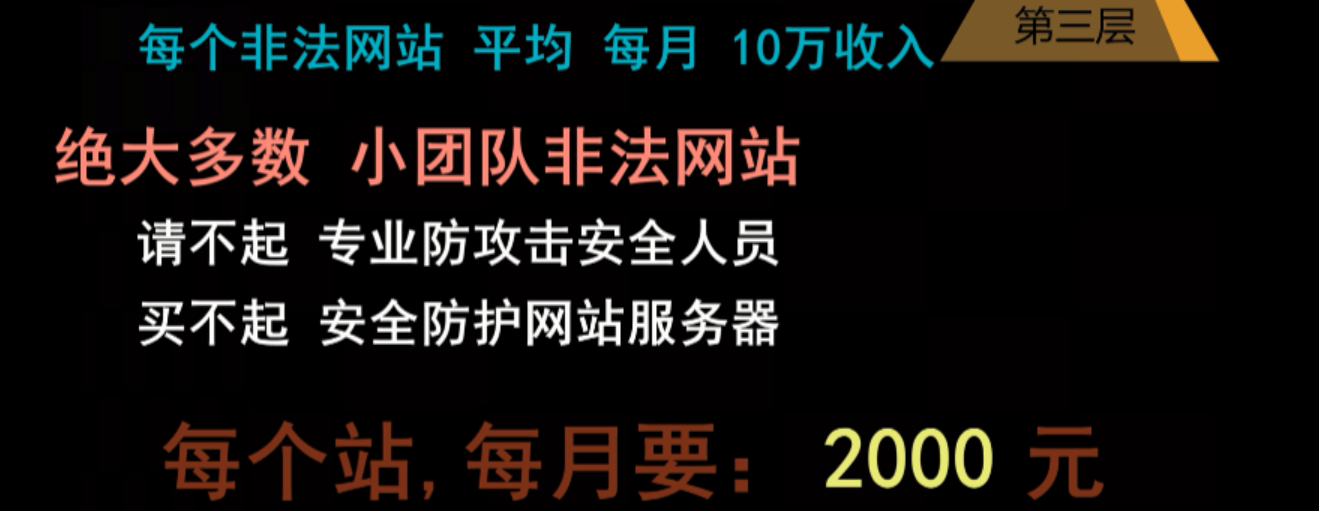 第三层
每个非法网站 平均 每月 10万收入
绝大多数 小团队非法网站
请不起 专业防攻击安全人员
买不起 安全防护网站服务器
每个站,每月要：2000 元